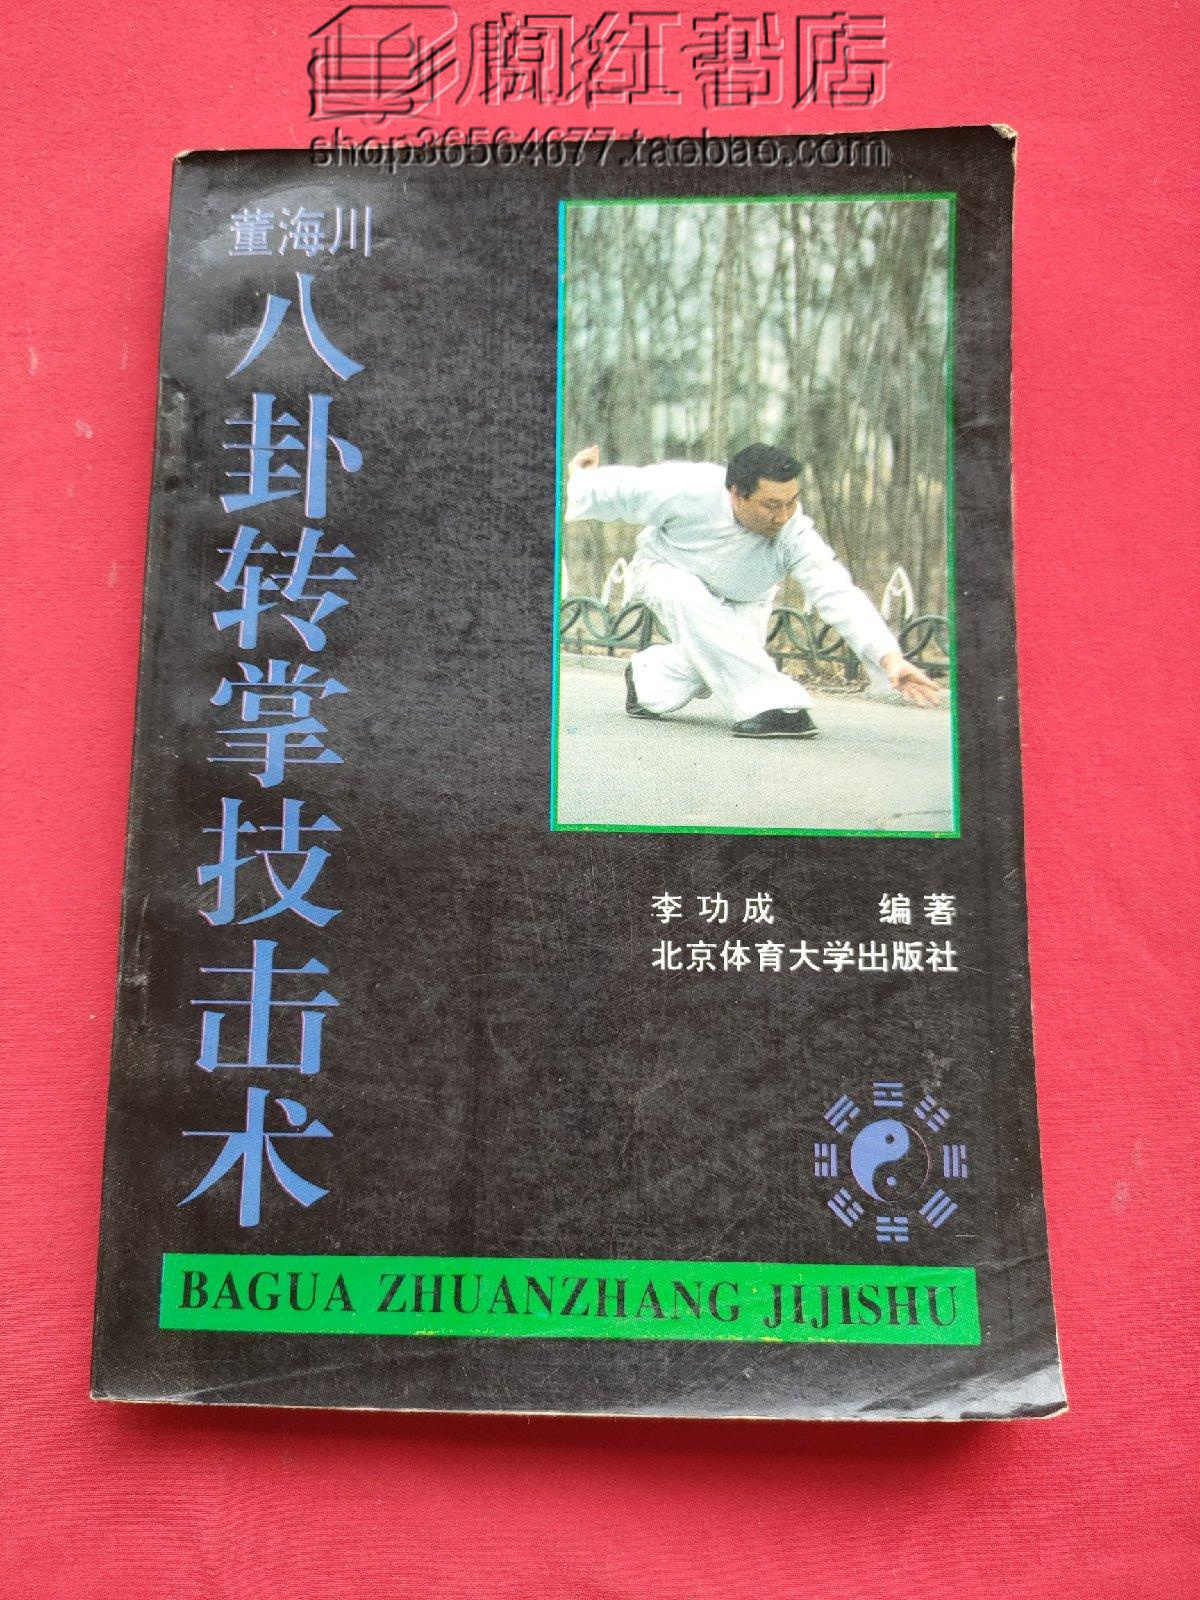 阅红书店
shop36564677.taobao.com
董海川
八卦转掌技击术
李功成 编著
北京体育大学出版社
BAGUA ZHUANZHANG JIJISHU